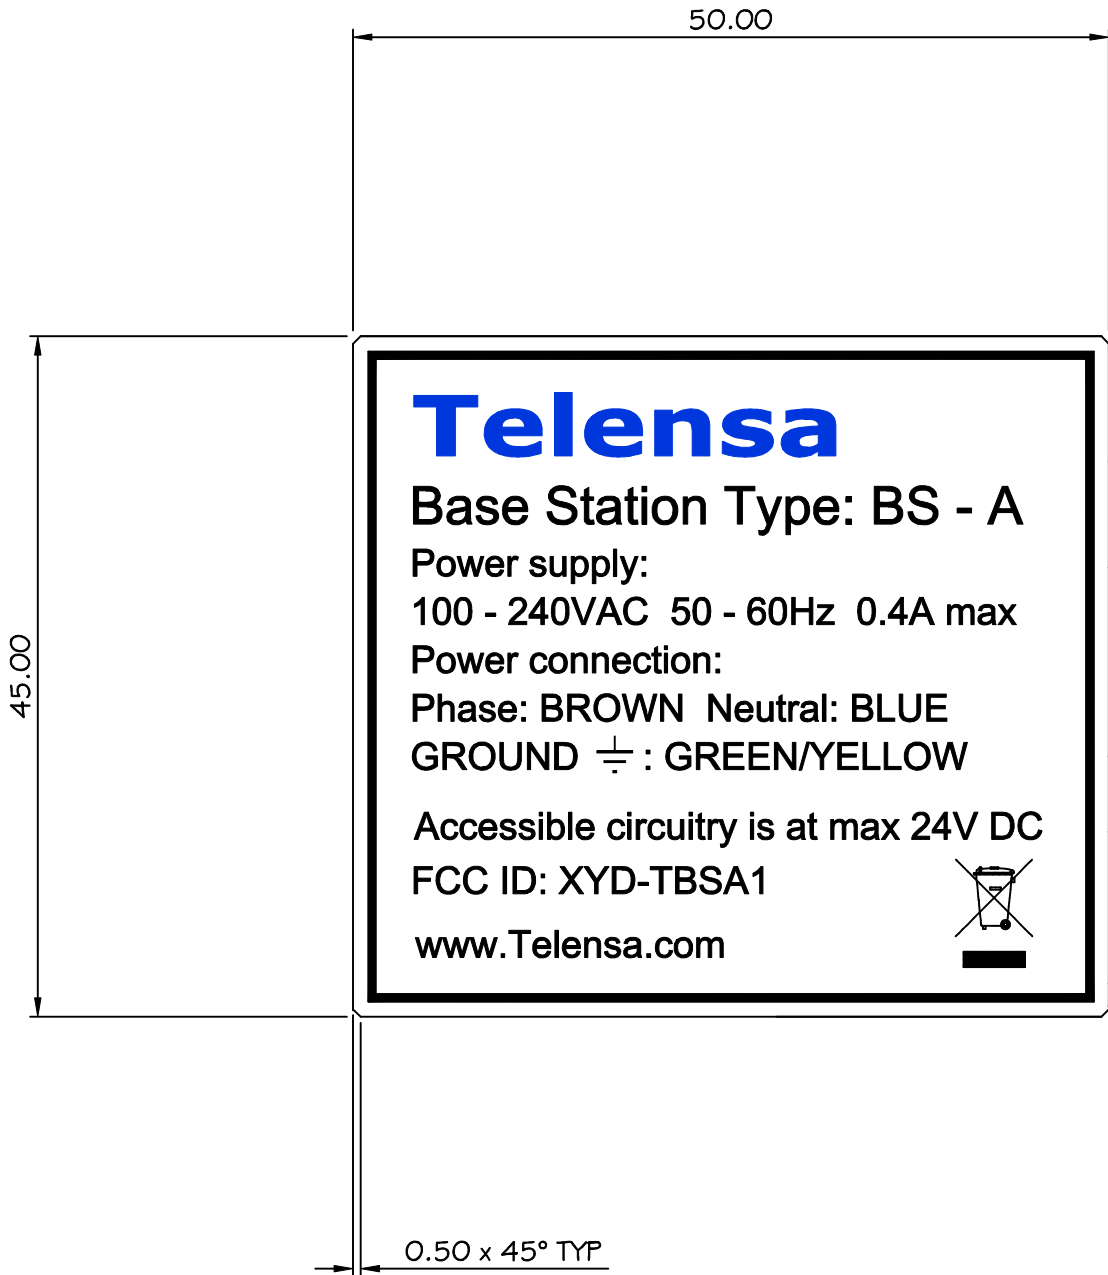 50.00
45.00
Telensa
Base Station Type: BS - A
Power supply:
100 - 240VAC  50 - 60Hz  0.4A max
Power connection:
Phase: BROWN  Neutral: BLUE
GROUND ⏚ : GREEN/YELLOW
Accessible circuitry is at max 24V DC
FCC ID: XYD-TBSA1
www.Telensa.com
0.50 x 45° TYP